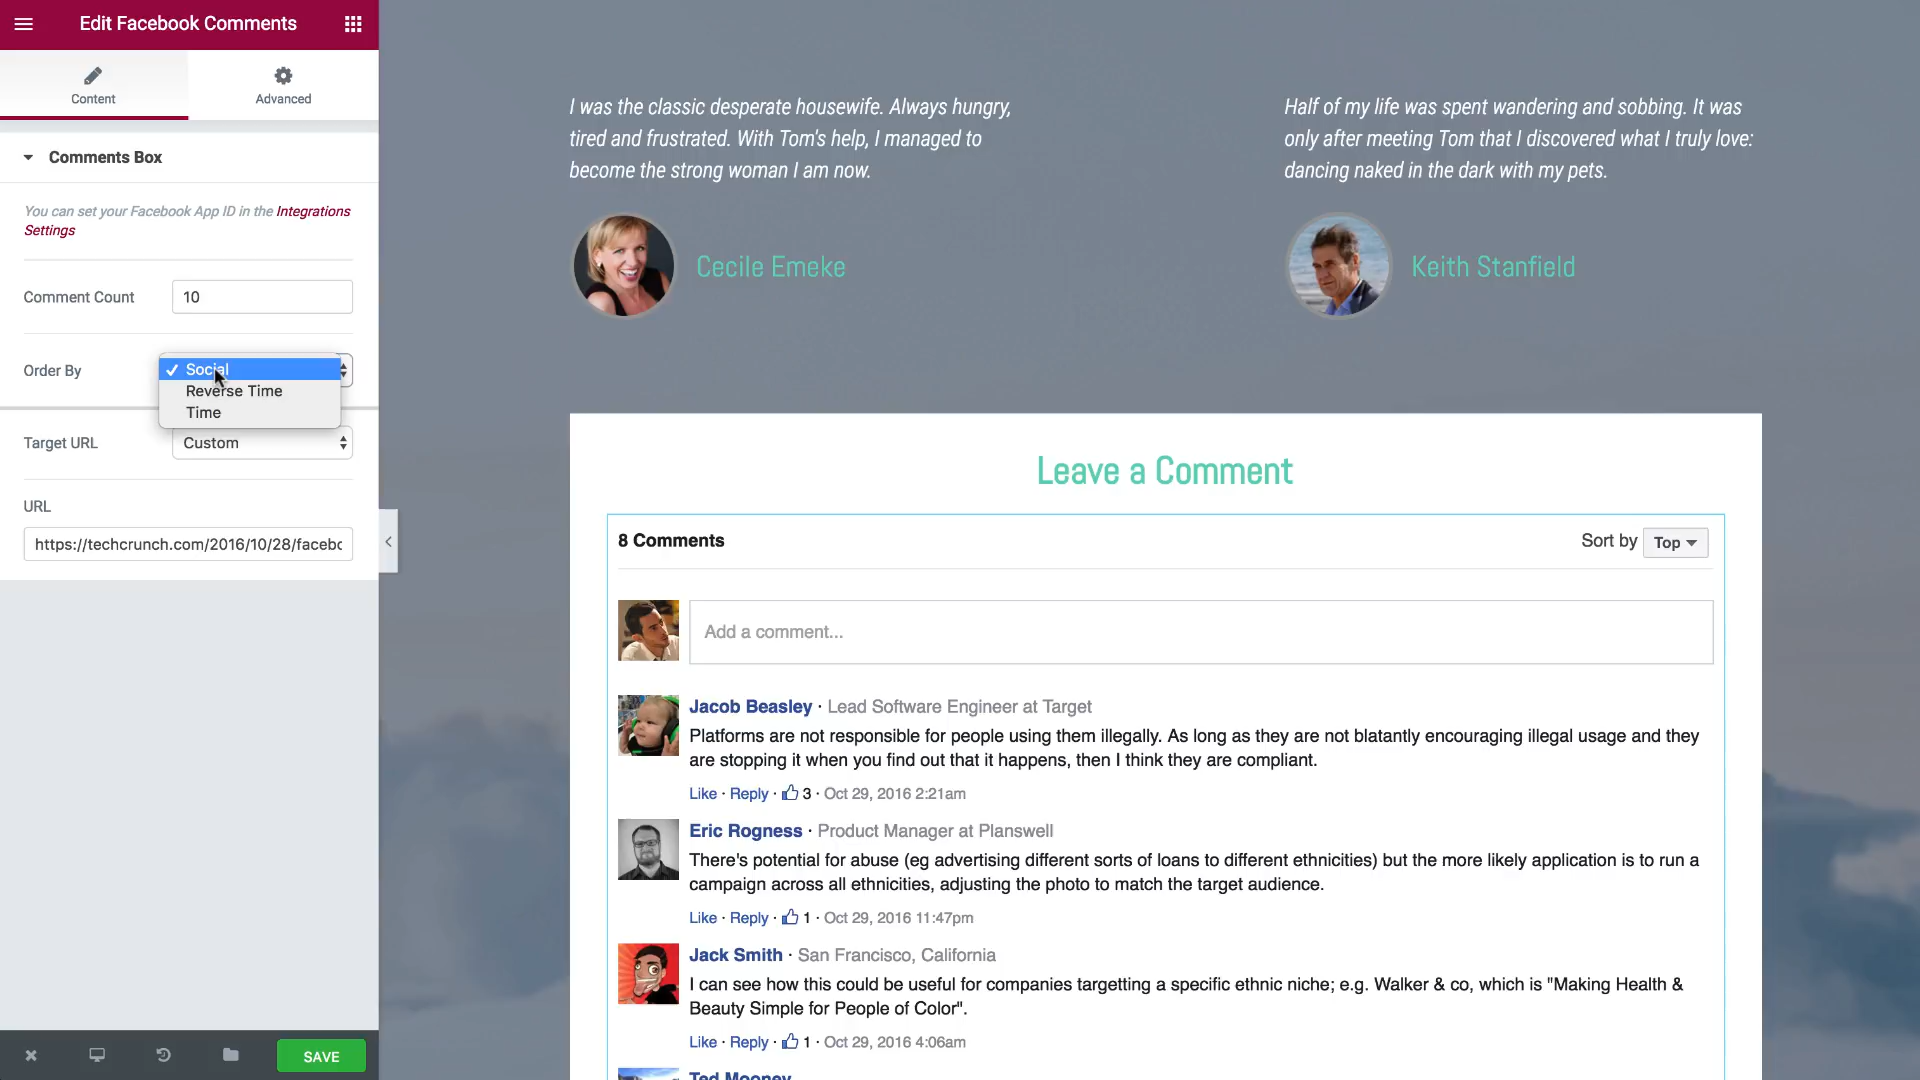 Edit Facebook Comments
Content
Advanced
Comments Box
You can set your Facebook App ID in the Integrations
Settings
Comment Count
10
Order By
Social
Reverse Time
Time
Target URL
Custom
URL
https://techcrunch.com/2016/10/28/facebo
SAVE
I was the classic desperate housewife. Always hungry,
tired and frustrated. With Tom's help, I managed to
become the strong woman I am now.
Cecile Emeke
Half of my life was spent wandering and sobbing. It was
only after meeting Tom that I discovered what I truly love:
dancing naked in the dark with my pets.
Keith Stanfield
Leave a Comment
8 Comments
Sort by Top
Add a comment...
Jacob Beasley · Lead Software Engineer at Target
Platforms are not responsible for people using them illegally. As long as they are not blatantly encouraging illegal usage and they
are stopping it when you find out that it happens, then I think they are compliant.
Like · Reply · 3 · Oct 29, 2016 2:21am
Eric Rogness · Product Manager at Planswell
There's potential for abuse (eg advertising different sorts of loans to different ethnicities) but the more likely application is to run a
campaign across all ethnicities, adjusting the photo to match the target audience.
Like · Reply · 1 · Oct 29, 2016 11:47pm
Jack Smith · San Francisco, California
I can see how this could be useful for companies targetting a specific ethnic niche; e.g. Walker & co, which is "Making Health &
Beauty Simple for People of Color".
Like · Reply · 1 · Oct 29, 2016 4:06am
Ted Mooney